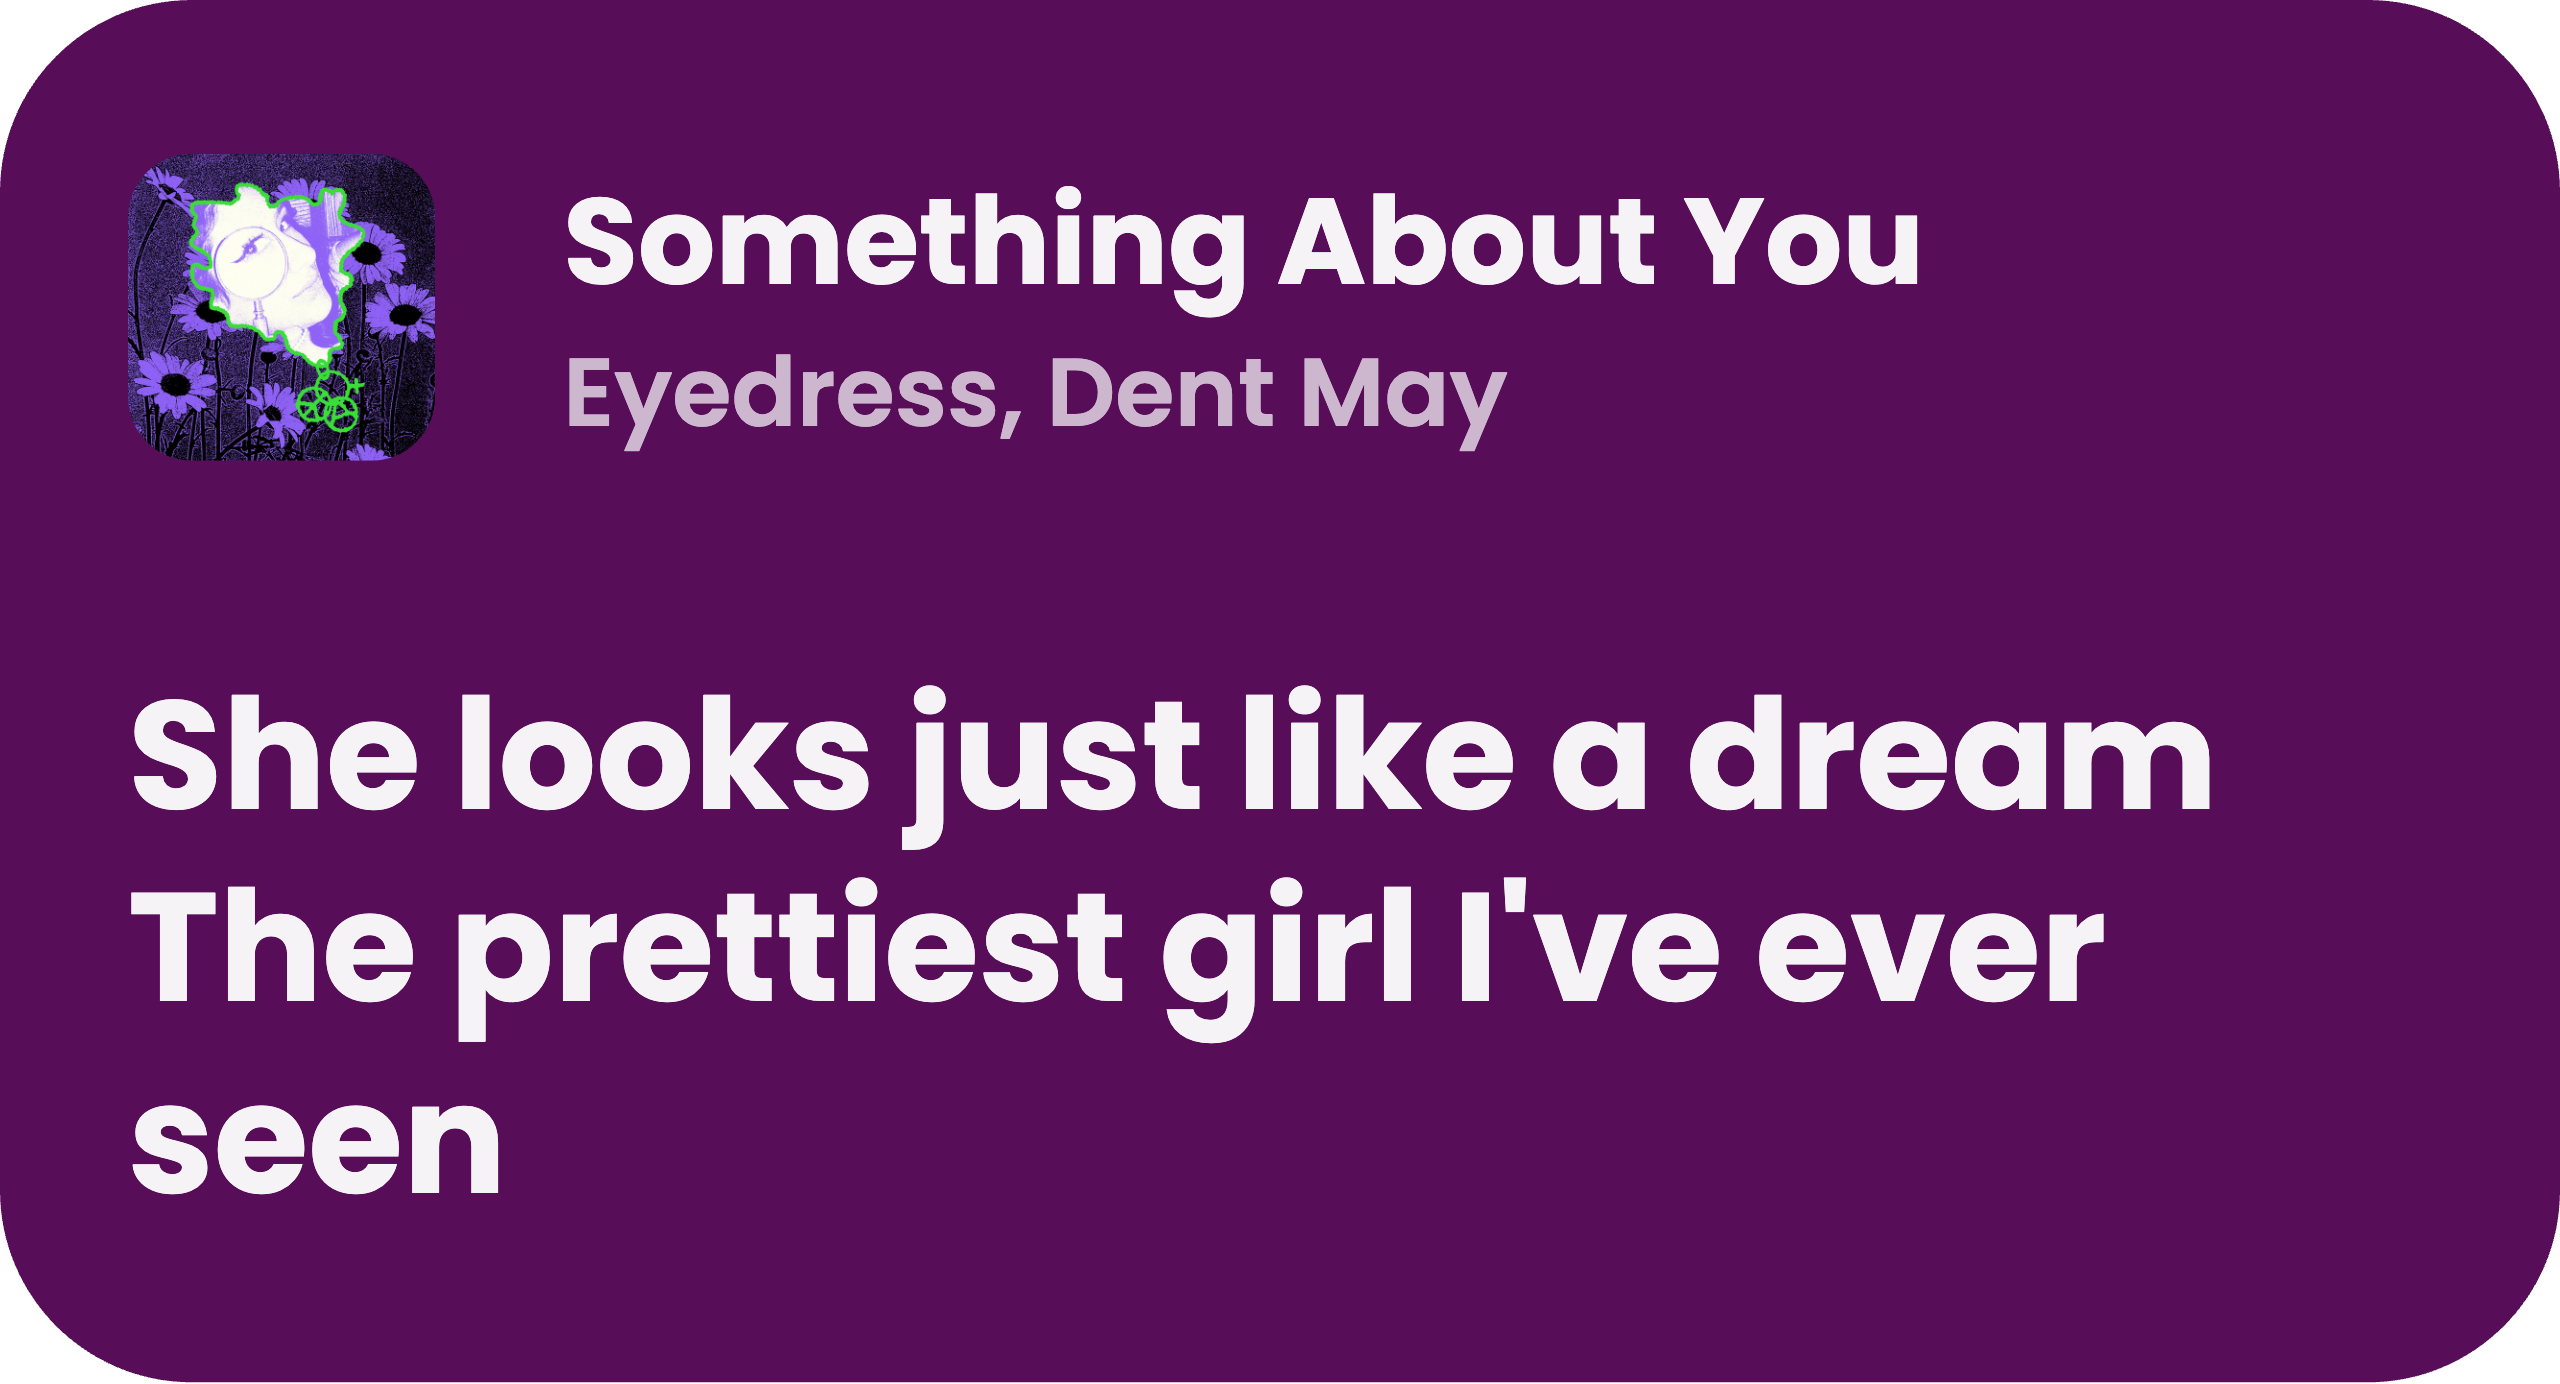 Something About You
Eyedress, Dent May
She looks just like a dream
The prettiest girl I've ever
seen